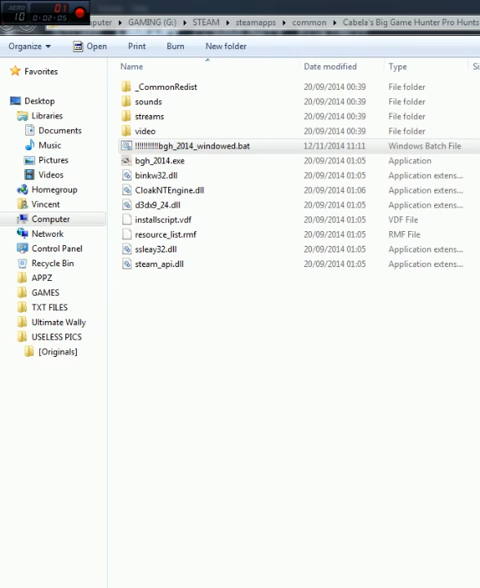 AERO
10
01
0:02:05
puter ▸ GAMING (G:) ▸ STEAM ▸ steamapps ▸ common ▸ Cabela's Big Game Hunter Pro Hunts
Organize Open Print Burn New folder
Name Date modified Type Si
Favorites
Desktop
Libraries
Documents
Music
Pictures
Videos
Homegroup
Vincent
Computer
Network
Control Panel
Recycle Bin
APPZ
GAMES
TXT FILES
Ultimate Wally
USELESS PICS
[Originals]
_CommonRedist 20/09/2014 00:39 File folder
sounds 20/09/2014 00:39 File folder
streams 20/09/2014 00:39 File folder
video 20/09/2014 00:39 File folder
!!!!!!!!!!!bgh_2014_windowed.bat 12/11/2014 11:11 Windows Batch File
bgh_2014.exe 20/09/2014 01:05 Application
binkw32.dll 20/09/2014 01:05 Application extens...
CloakNTEngine.dll 20/09/2014 01:06 Application extens...
d3dx9_24.dll 20/09/2014 01:05 Application extens...
installscript.vdf 20/09/2014 01:05 VDF File
resource_list.rmf 20/09/2014 01:05 RMF File
ssleay32.dll 20/09/2014 01:05 Application extens...
steam_api.dll 20/09/2014 01:05 Application extens...